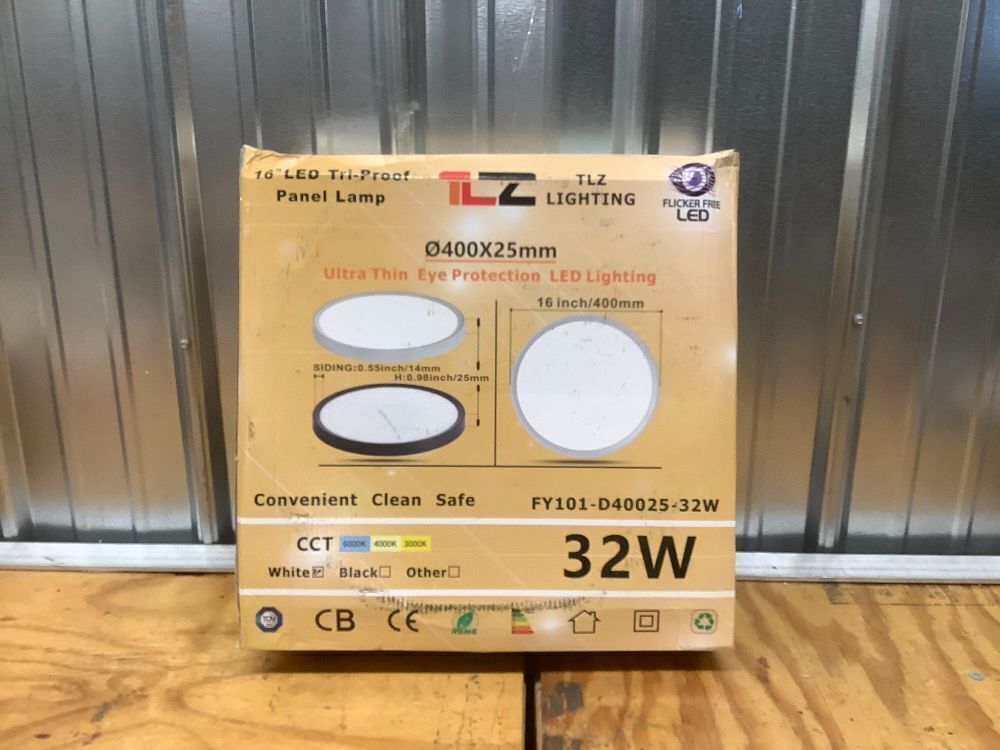 16" LED Tri-Proof
Panel Lamp
TLZ
TLZ
LIGHTING
FLICKER FREE
LED
Ø400X25mm
Ultra Thin Eye Protection LED Lighting
16 inch/400mm
SIDING:0.55inch/14mm
H:0.98inch/25mm
Convenient Clean Safe
FY101-D40025-32W
CCT 6000K 4000K 3000K
32W
White Black Other
TÜV
CB
CE
RoHS